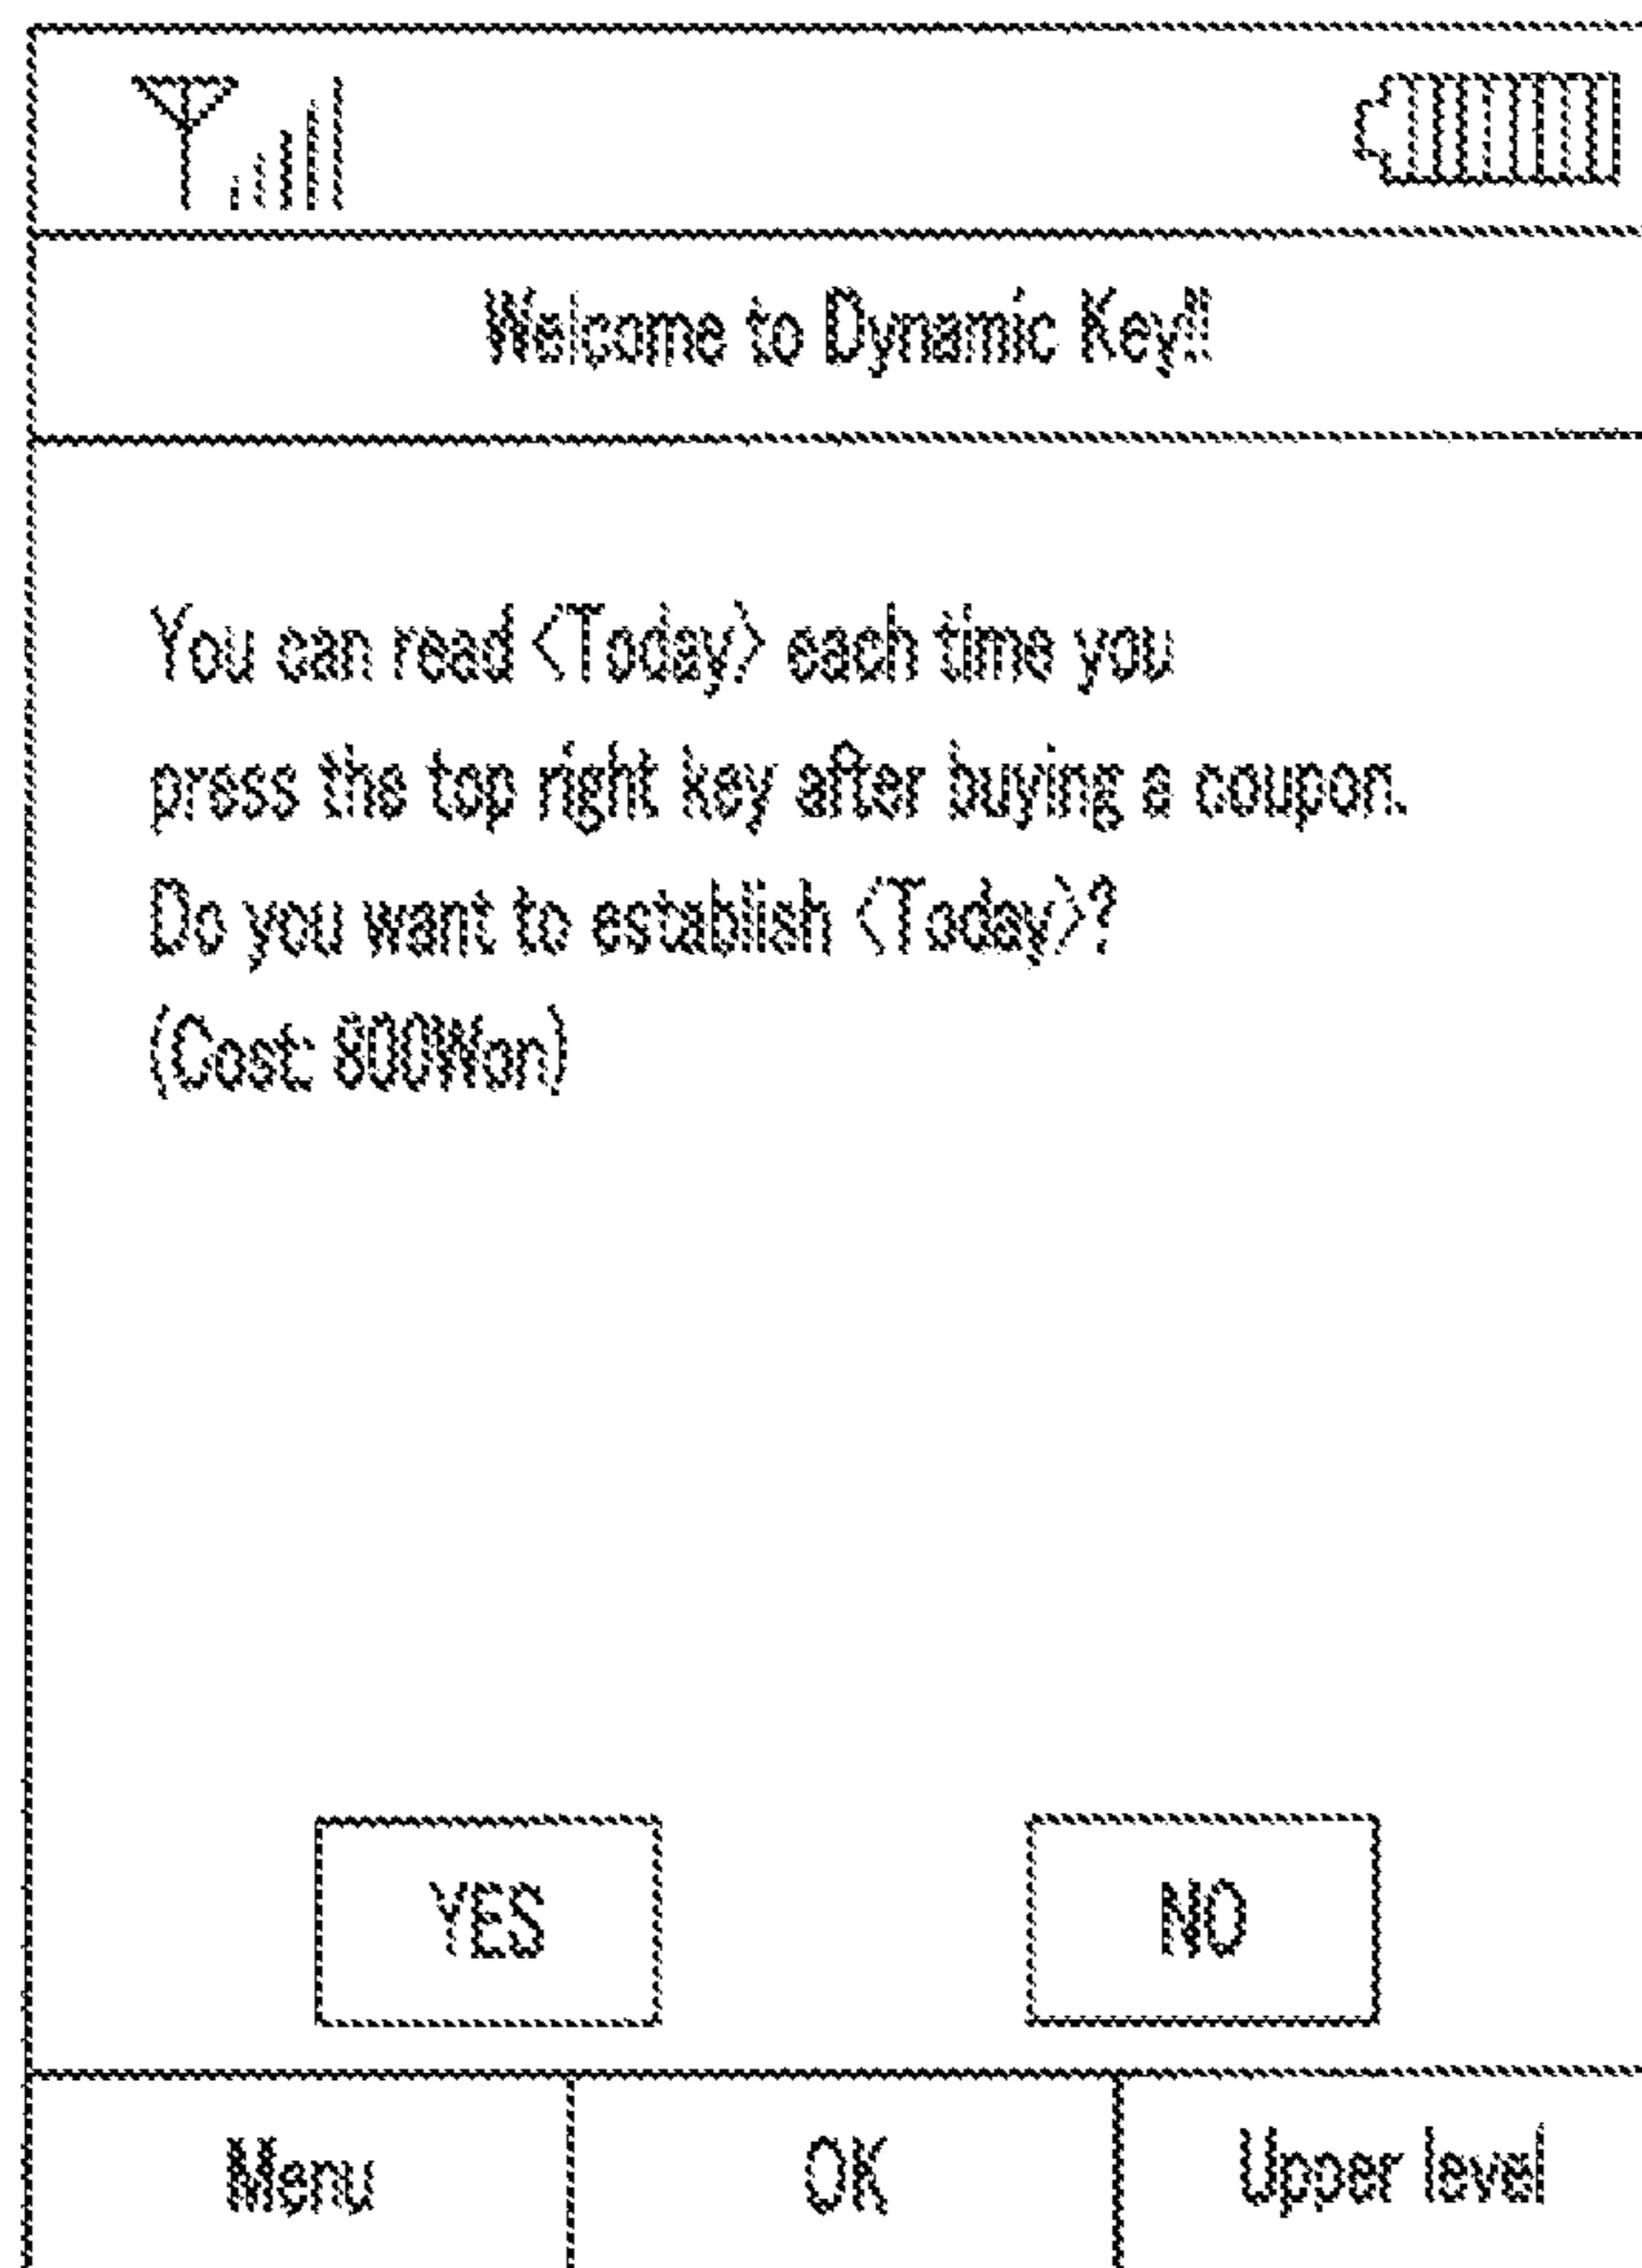 Welcome to Dynamic Key!!
You can read <Today> each time you
press the top right key after buying a coupon.
Do you want to establish <Today>?
(Cost: 800Won)
YES NO
Menu OK Upper level